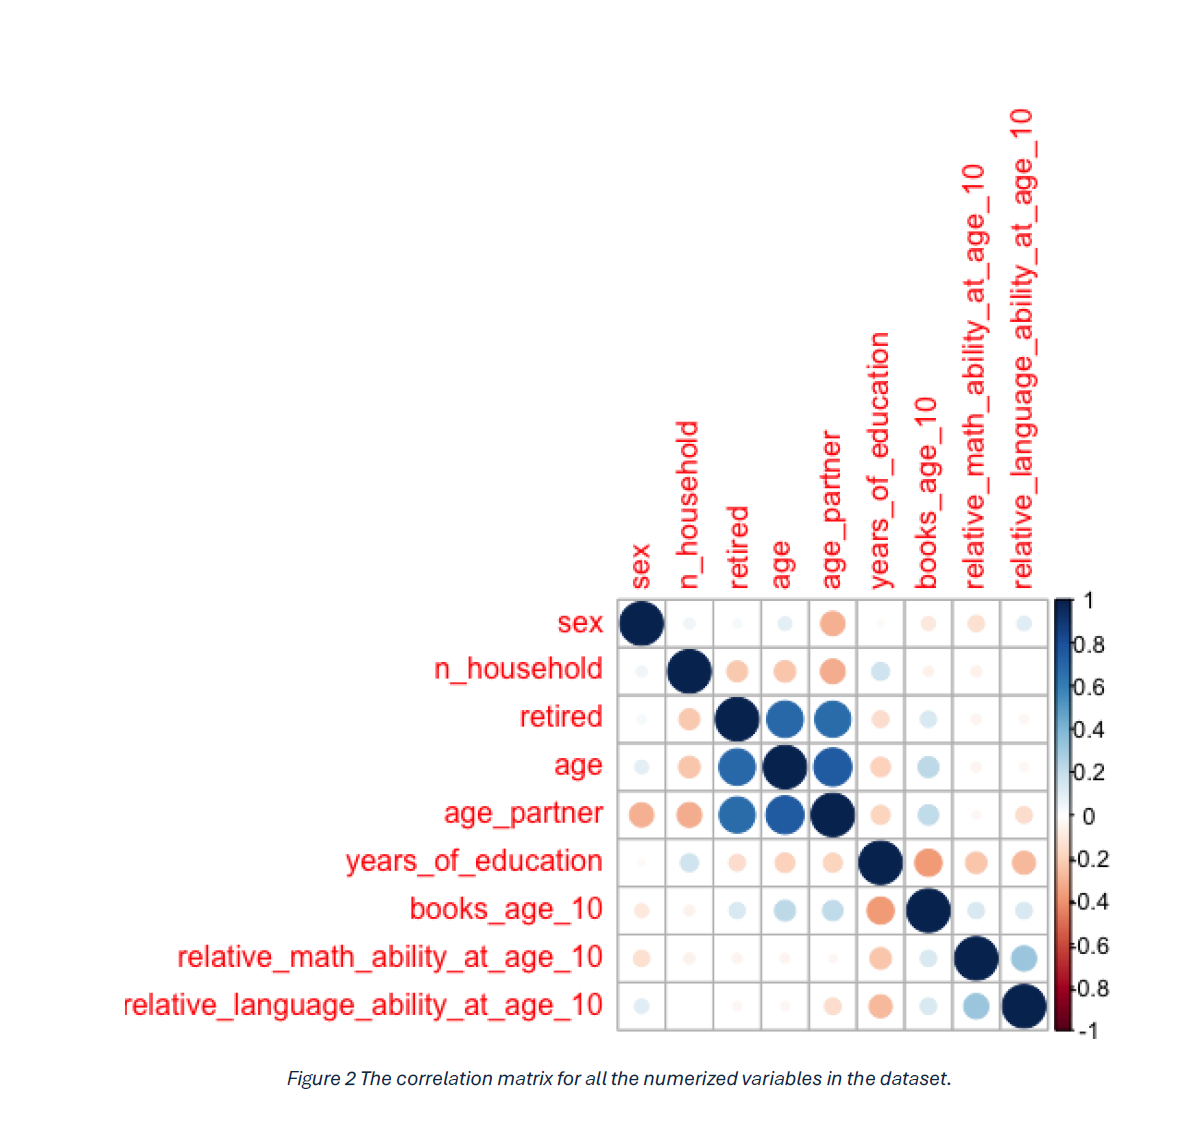 sex
n_household
retired
age
age_partner
years_of_education
books_age_10
relative_math_ability_at_age_10
relative_language_ability_at_age_10
sex
n_household
retired
age
age_partner
years_of_education
books_age_10
relative_math_ability_at_age_10
relative_language_ability_at_age_10
1
0.8
0.6
0.4
0.2
0
-0.2
-0.4
-0.6
-0.8
-1
Figure 2 The correlation matrix for all the numerized variables in the dataset.